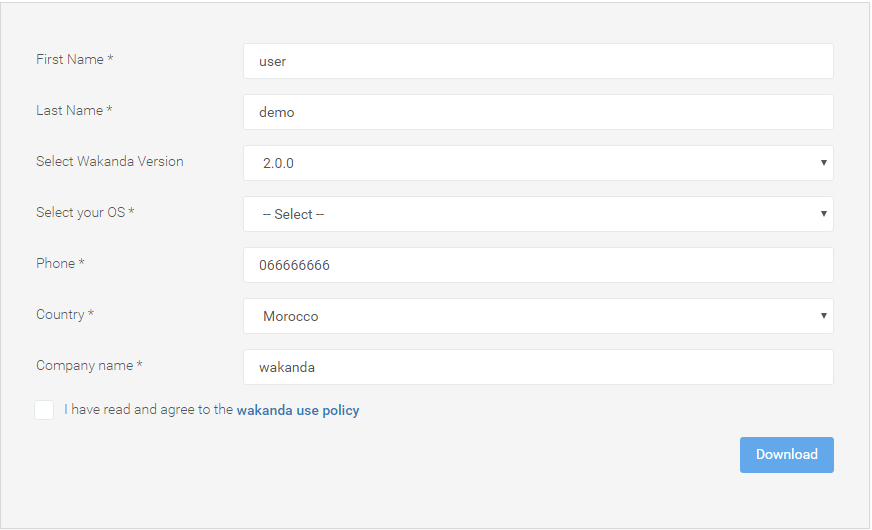 First Name * user
Last Name * demo
Select Wakanda Version 2.0.0
Select your OS * -- Select --
Phone * 066666666
Country * Morocco
Company name * wakanda
I have read and agree to the wakanda use policy
Download